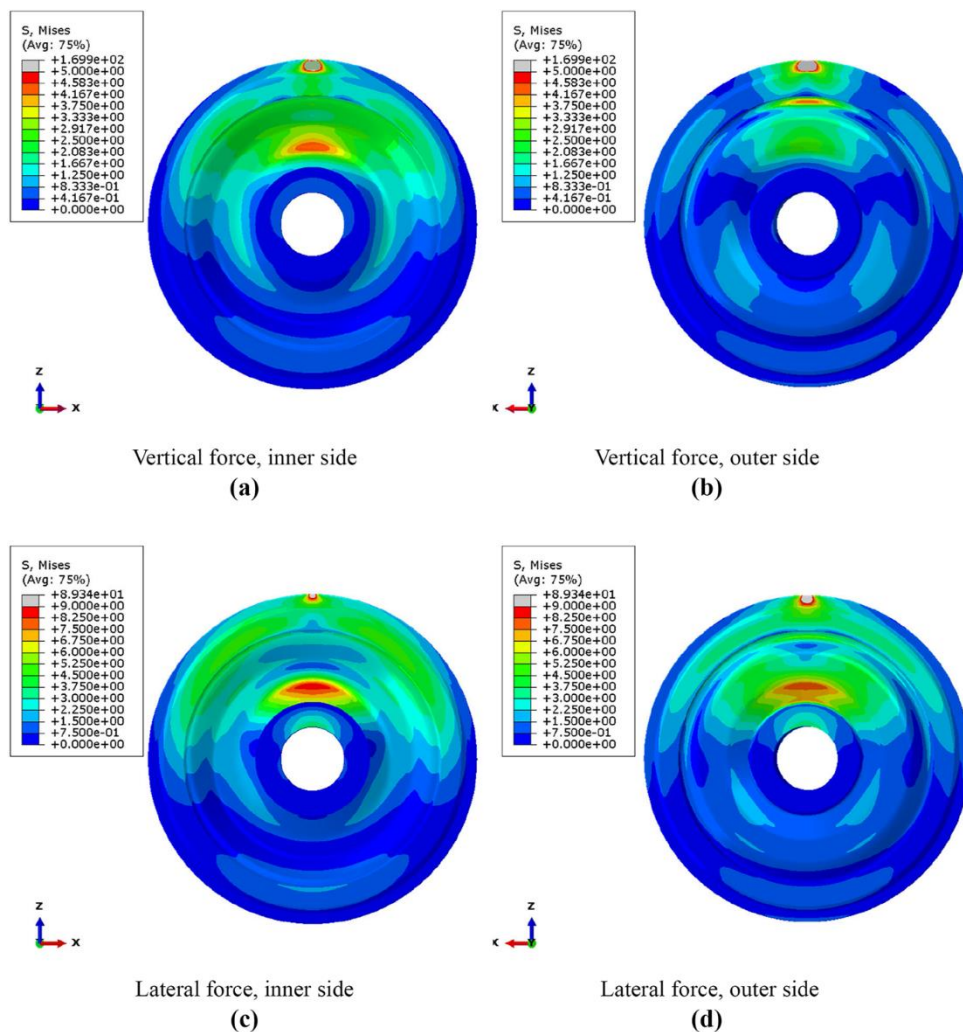 S, Mises
(Avg: 75%)
+1.699e+02
+5.000e+00
+4.583e+00
+4.167e+00
+3.750e+00
+3.333e+00
+2.917e+00
+2.500e+00
+2.083e+00
+1.667e+00
+1.250e+00
+8.333e-01
+4.167e-01
+0.000e+00
z
x
Vertical force, inner side
(a)
S, Mises
(Avg: 75%)
+1.699e+02
+5.000e+00
+4.583e+00
+4.167e+00
+3.750e+00
+3.333e+00
+2.917e+00
+2.500e+00
+2.083e+00
+1.667e+00
+1.250e+00
+8.333e-01
+4.167e-01
+0.000e+00
z
x
Vertical force, outer side
(b)
S, Mises
(Avg: 75%)
+8.934e+01
+9.000e+00
+8.250e+00
+7.500e+00
+6.750e+00
+6.000e+00
+5.250e+00
+4.500e+00
+3.750e+00
+3.000e+00
+2.250e+00
+1.500e+00
+7.500e-01
+0.000e+00
z
x
Lateral force, inner side
(c)
S, Mises
(Avg: 75%)
+8.934e+01
+9.000e+00
+8.250e+00
+7.500e+00
+6.750e+00
+6.000e+00
+5.250e+00
+4.500e+00
+3.750e+00
+3.000e+00
+2.250e+00
+1.500e+00
+7.500e-01
+0.000e+00
z
x
Lateral force, outer side
(d)